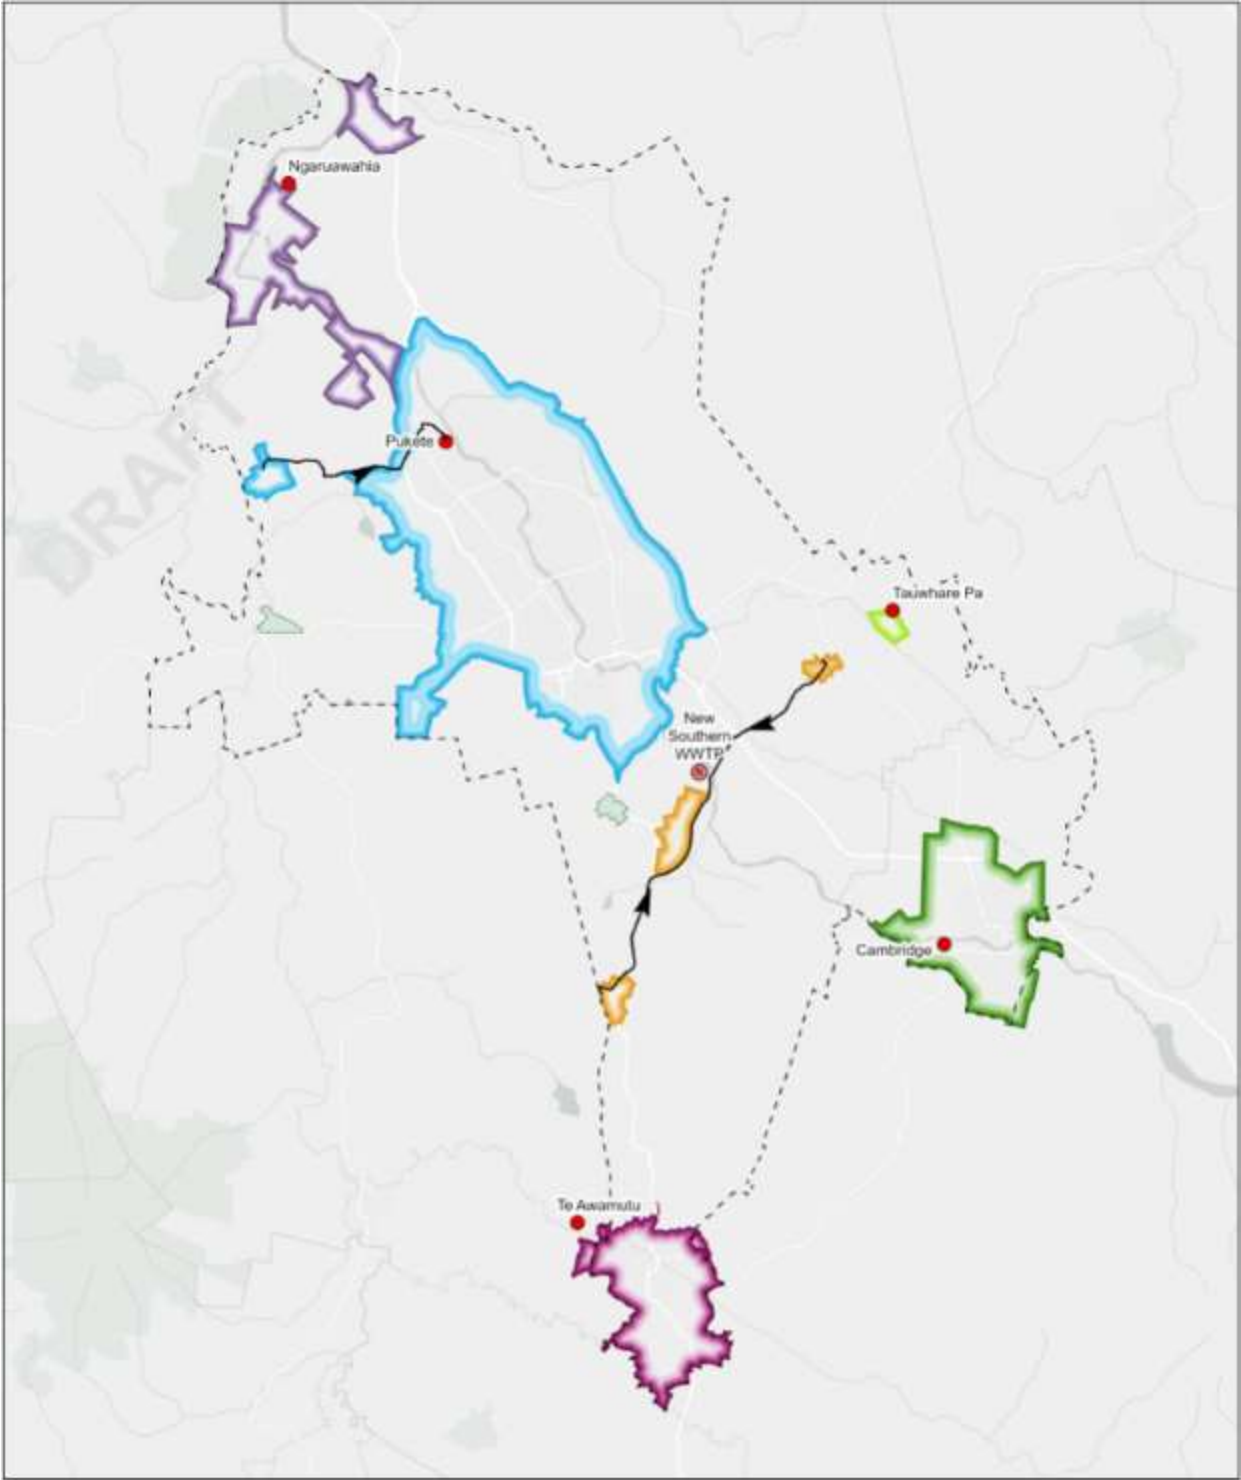 Ngaruawahia
Pukete
DRAFT
Tauwhare Pa
New
Southern
WWTP
Cambridge
Te Awamutu